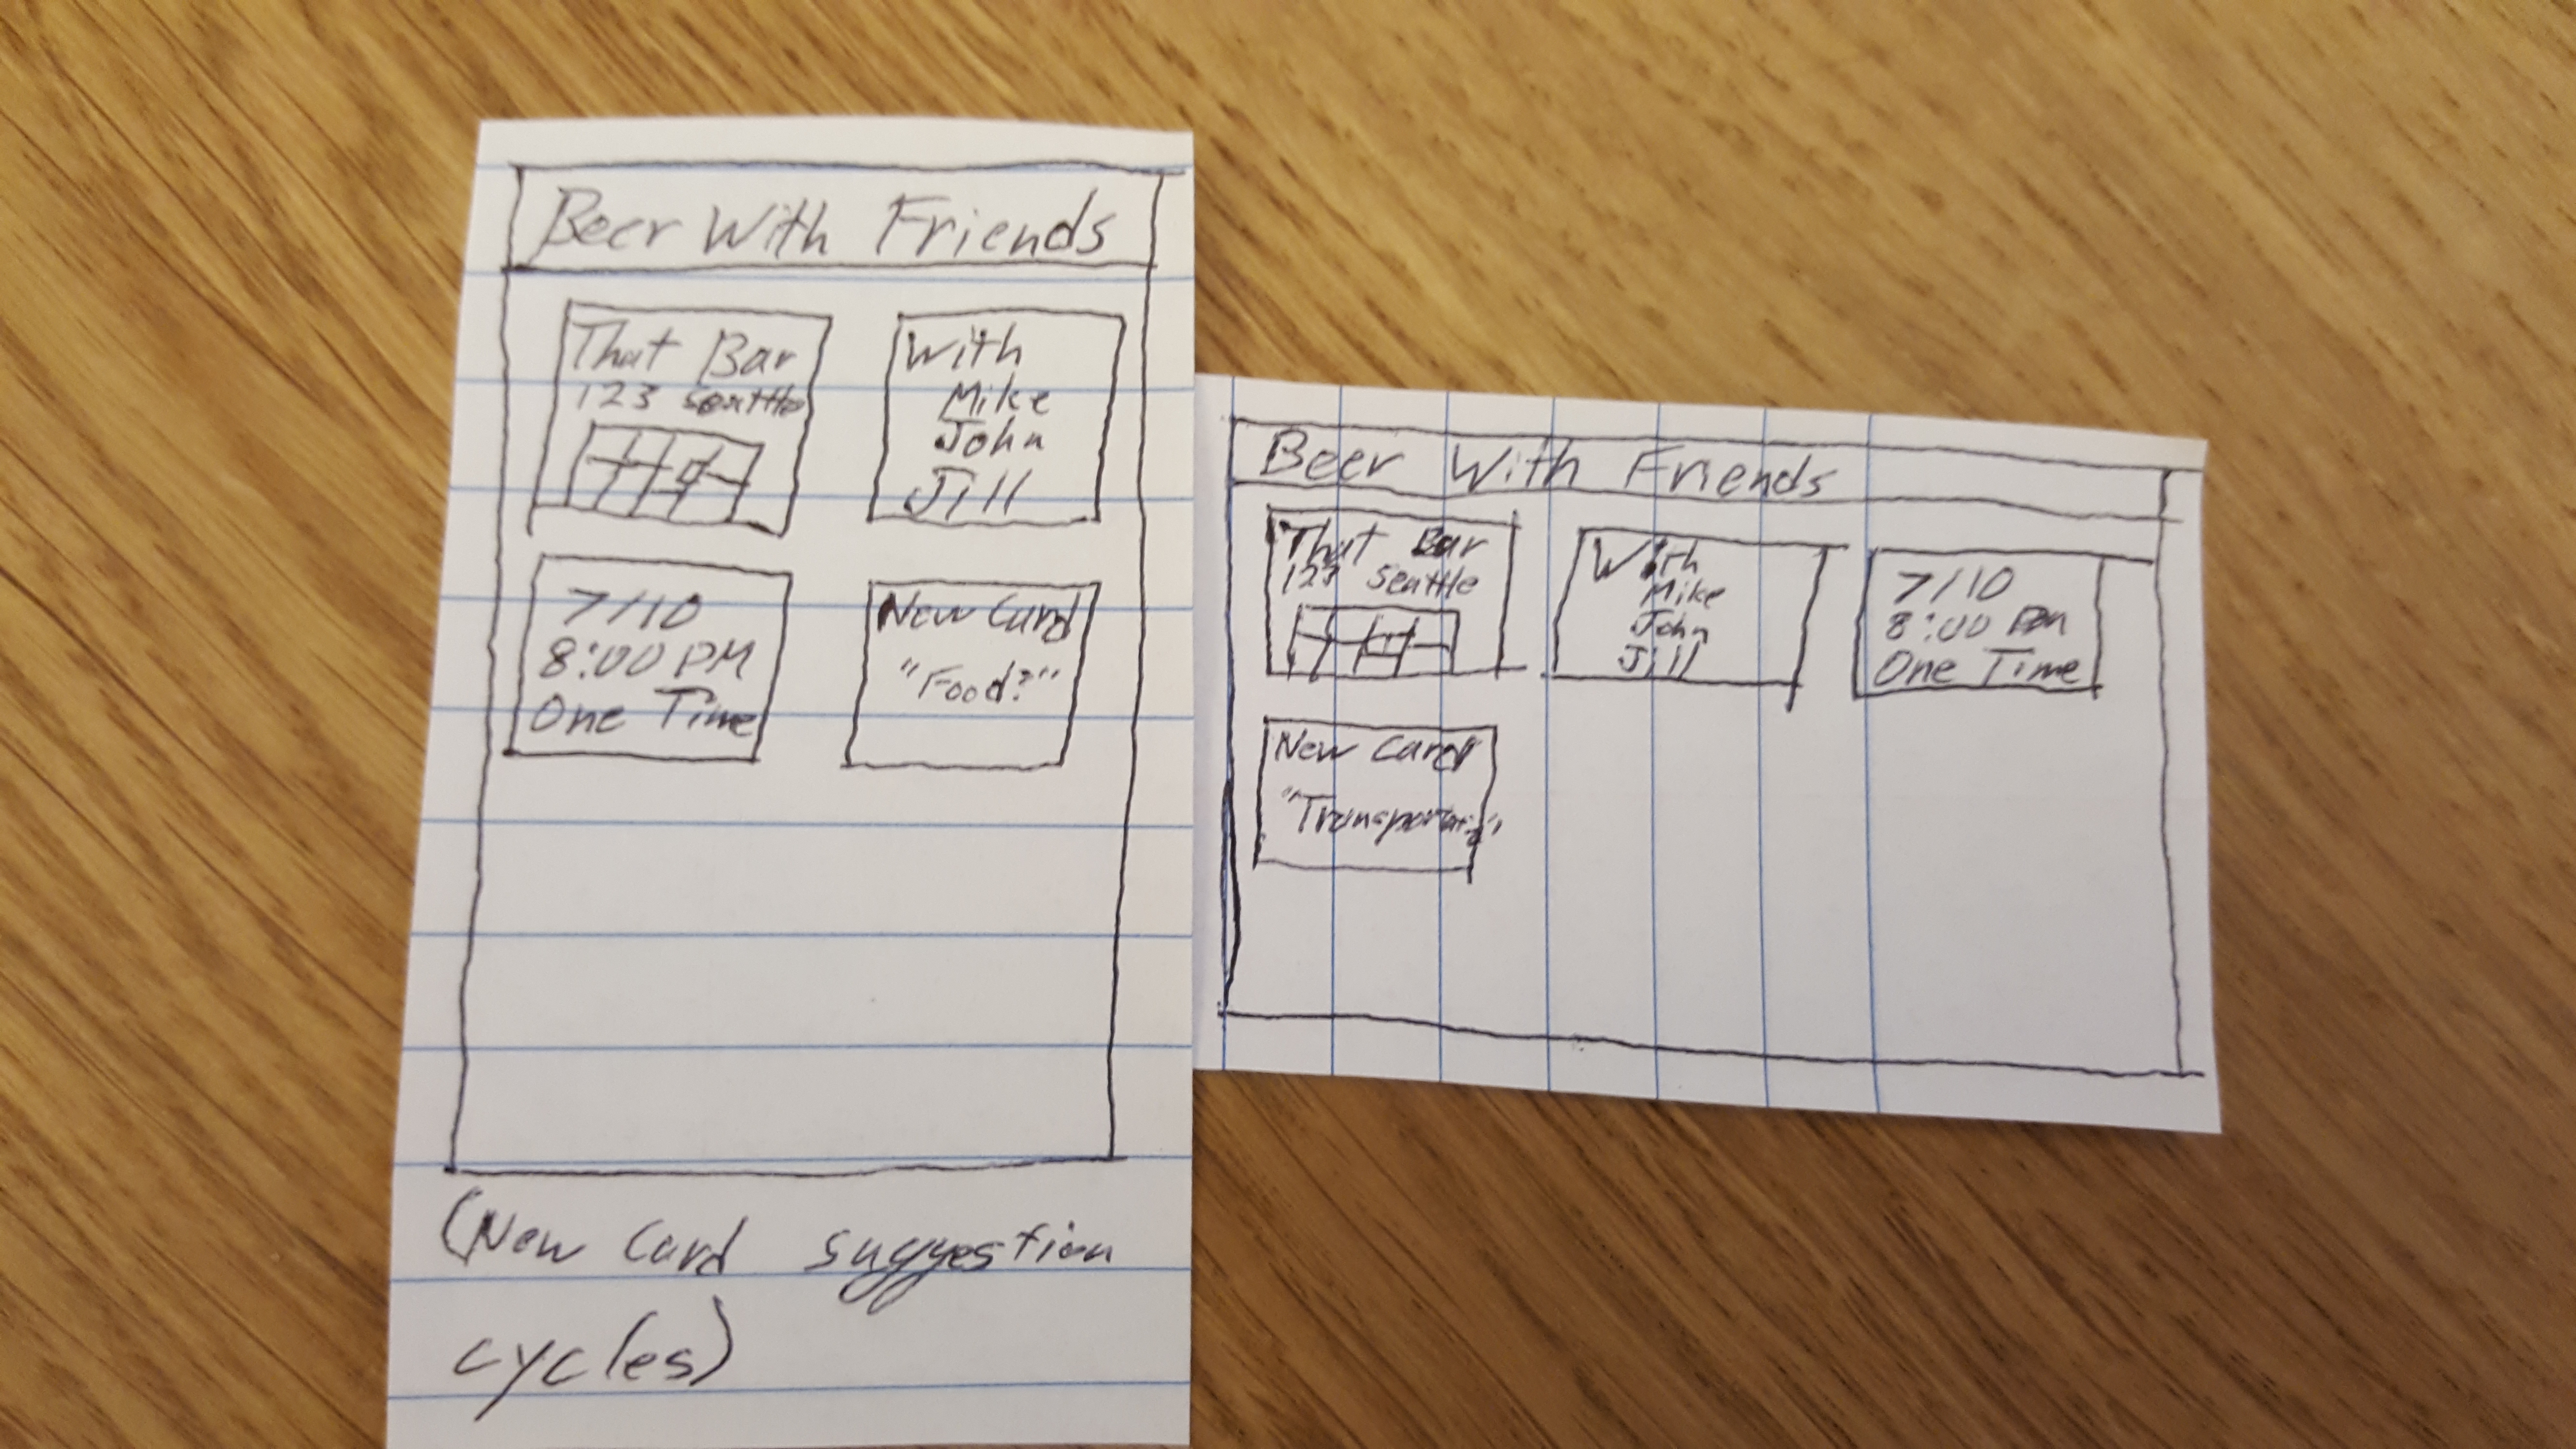 Beer With Friends
That Bar
123 Seattle
With
Mike
John
Jill
7/10
8:00 PM
One Time
New Card
"Food?"
(New Card suggestion
cycles)
Beer With Friends
That Bar
123 Seattle
With
Mike
John
Jill
7/10
8:00 PM
One Time
New Card